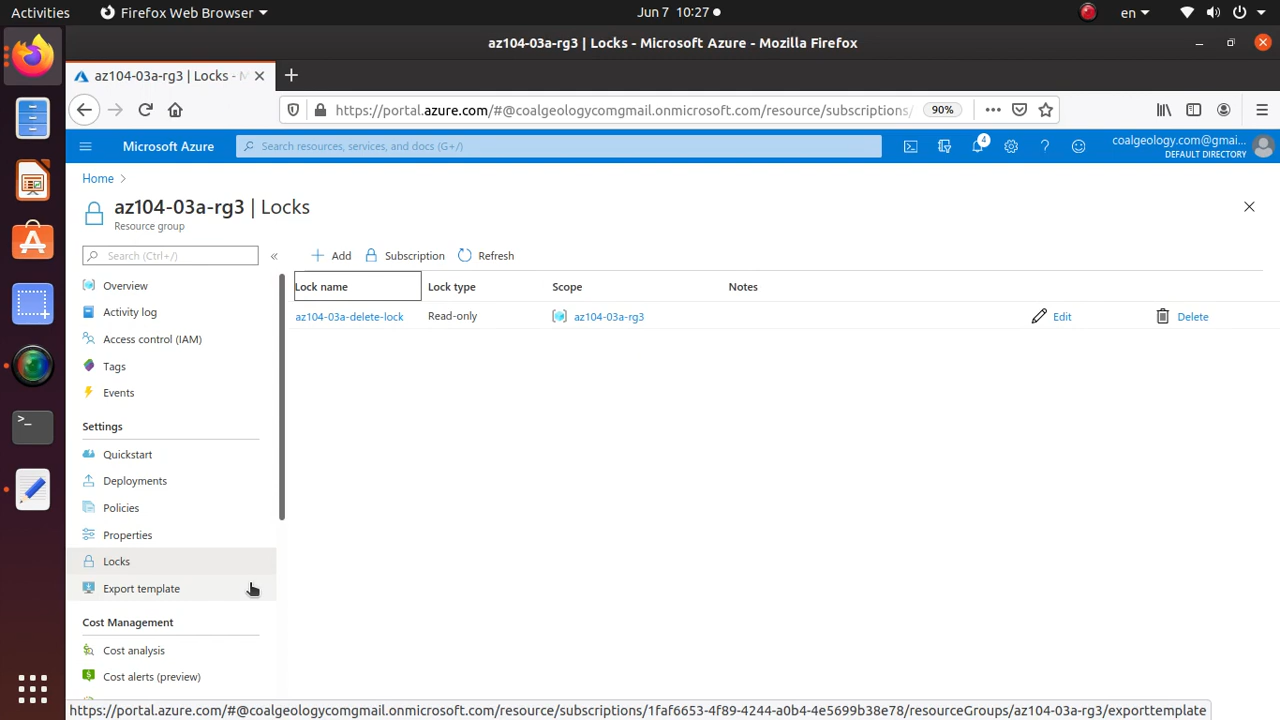 Activities
Firefox Web Browser
Jun 7 10:27
en
az104-03a-rg3 | Locks - Microsoft Azure - Mozilla Firefox
az104-03a-rg3 | Locks - M
https://portal.azure.com/#@coalgeologycomgmail.onmicrosoft.com/resource/subscriptions/
90%
Microsoft Azure
Search resources, services, and docs (G+/)
4
coalgeology.com@gmai...
DEFAULT DIRECTORY
Home
az104-03a-rg3 | Locks
Resource group
Search (Ctrl+/)
Add
Subscription
Refresh
Overview
Activity log
Access control (IAM)
Tags
Events
Settings
Quickstart
Deployments
Policies
Properties
Locks
Export template
Cost Management
Cost analysis
Cost alerts (preview)
Lock name Lock type Scope Notes
az104-03a-delete-lock Read-only az104-03a-rg3 Edit Delete
https://portal.azure.com/#@coalgeologycomgmail.onmicrosoft.com/resource/subscriptions/1faf6653-4f89-4244-a0b4-4e5699b38e78/resourceGroups/az104-03a-rg3/exporttemplate